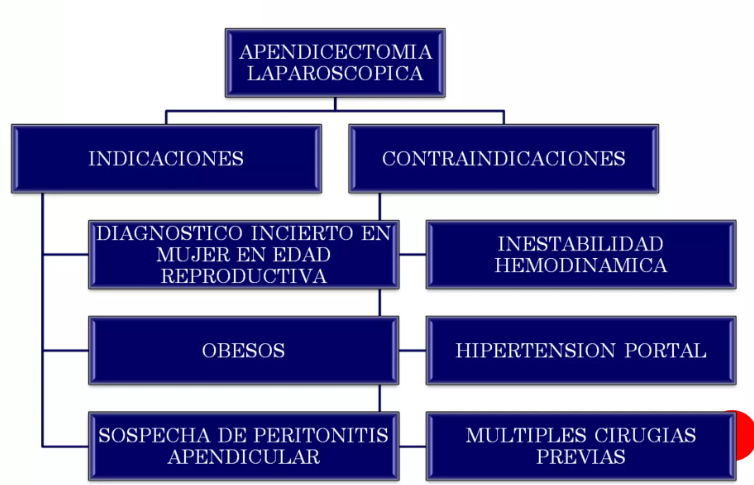 APENDICECTOMIA
LAPAROSCOPICA
INDICACIONES
DIAGNOSTICO INCIERTO EN
MUJER EN EDAD
REPRODUCTIVA
OBESOS
SOSPECHA DE PERITONITIS
APENDICULAR
CONTRAINDICACIONES
INESTABILIDAD
HEMODINAMICA
HIPERTENSION PORTAL
MULTIPLES CIRUGIAS
PREVIAS